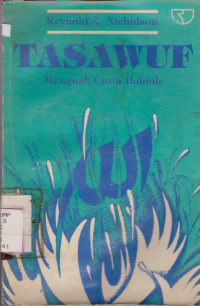 Reynold A. Nicholson
TASAWUF
Menguak Cinta Ilahiah